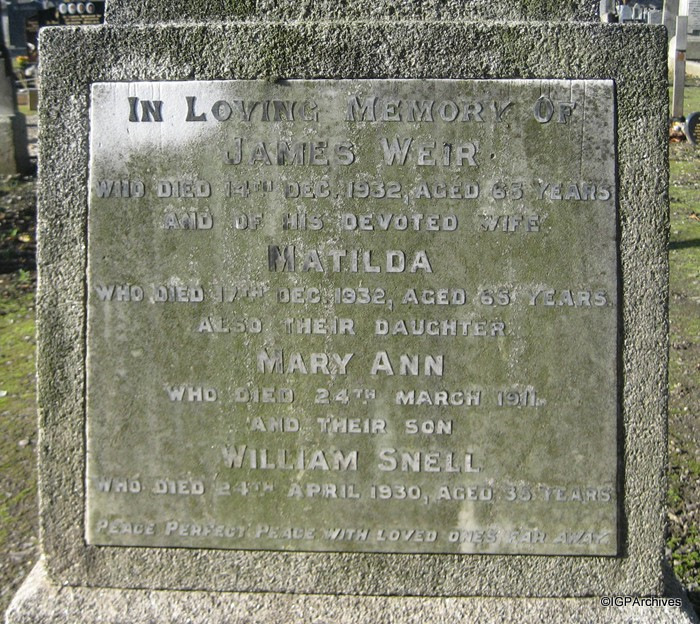 In Loving Memory Of
James Weir
who died 14th Dec. 1932, aged 63 years
and of his devoted wife
Matilda
who died 17th Dec. 1932, aged 65 years.
also their daughter
Mary Ann
who died 24th March 1911.
and their son
William Snell
who died 24th April 1930, aged 35 years
Peace Perfect Peace with loved ones far away
©IGPArchives